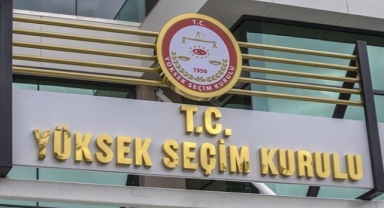 T.C.
YÜKSEK SEÇİM KURULU
1950
T.C.
YÜKSEK SEÇİM KURULU